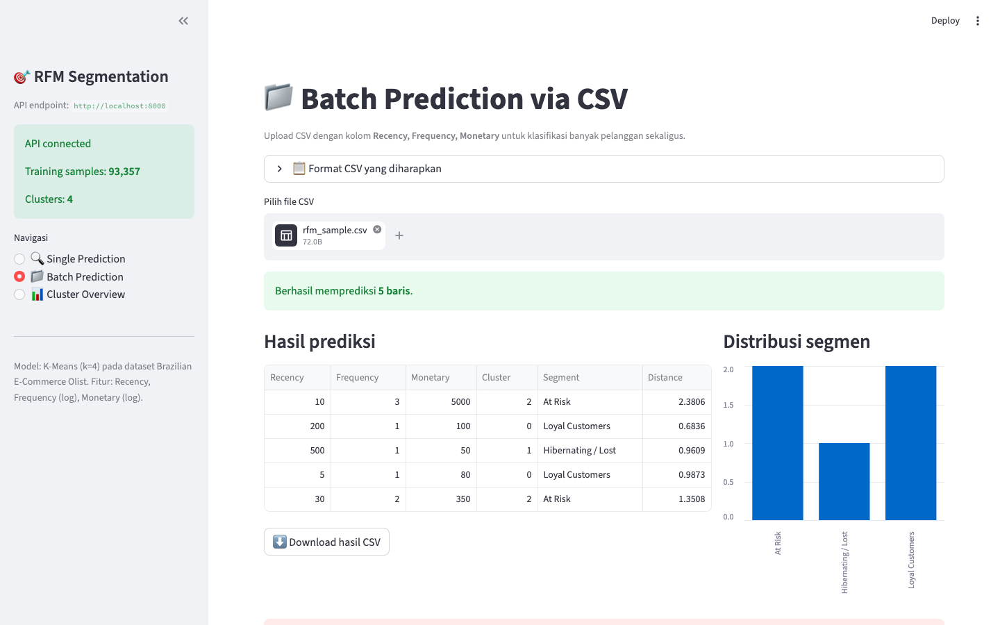 Deploy
RFM Segmentation
API endpoint: http://localhost:8000
API connected
Training samples: 93,357
Clusters: 4
Navigasi
Single Prediction
Batch Prediction
Cluster Overview
Model: K-Means (k=4) pada dataset Brazilian
E-Commerce Olist. Fitur: Recency,
Frequency (log), Monetary (log).
Batch Prediction via CSV
Upload CSV dengan kolom Recency, Frequency, Monetary untuk klasifikasi banyak pelanggan sekaligus.
Format CSV yang diharapkan
Pilih file CSV
rfm_sample.csv
72.0B
Berhasil memprediksi 5 baris.
Hasil prediksi
Recency Frequency Monetary Cluster Segment Distance
10 3 5000 2 At Risk 2.3806
200 1 100 0 Loyal Customers 0.6836
500 1 50 1 Hibernating / Lost 0.9609
5 1 80 0 Loyal Customers 0.9873
30 2 350 2 At Risk 1.3508
Download hasil CSV
Distribusi segmen
2.0
1.5
1.0
0.5
0.0
At Risk
Hibernating / Lost
Loyal Customers